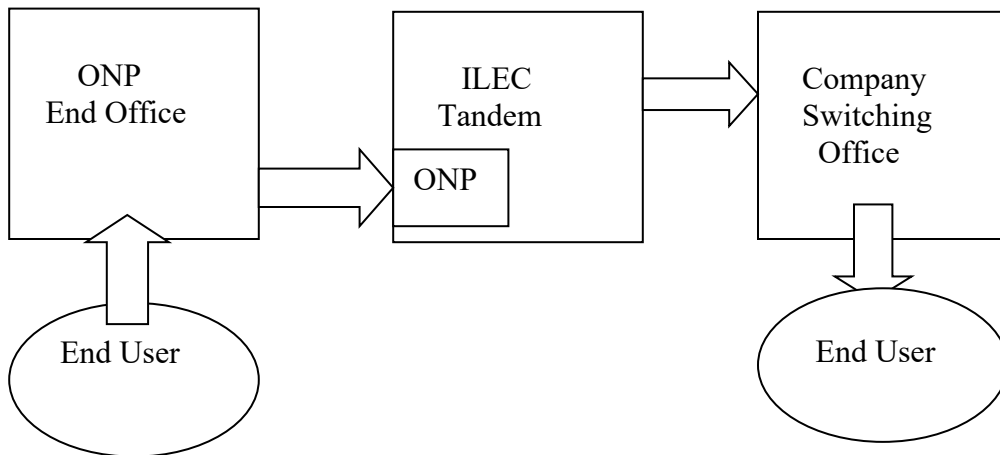 ONP
End Office
ILEC
Tandem
ONP
Company
Switching
Office
End User
End User